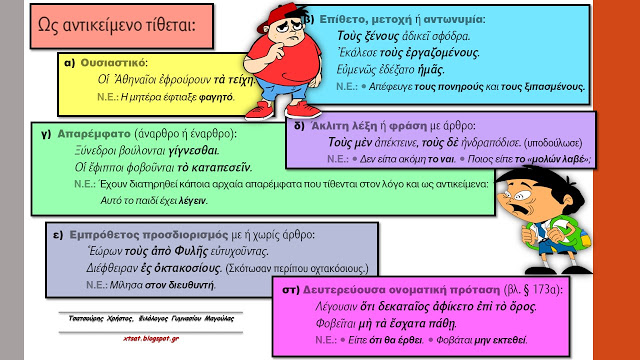 Ως αντικείμενο τίθεται:
α) Ουσιαστικό:
Οἱ Ἀθηναῖοι ἐφρούρουν τὰ τείχη.
Ν.Ε.: Η μητέρα έφτιαξε φαγητό.
β) Επίθετο, μετοχή ή αντωνυμία:
Τοὺς ξένους ἀδικεῖ σφόδρα.
Ἐκάλεσε τοὺς ἐργαζομένους.
Εὐμενῶς ἐδέξατο ἡμᾶς.
Ν.Ε.: • Απέφευγε τους πονηρούς και τους ξιπασμένους.
γ) Απαρέμφατο (άναρθρο ή έναρθρο):
Ξύνεδροι βούλονται γίγνεσθαι.
Οἱ ἔφιπποι φοβοῦνται τὸ καταπεσεῖν.
Ν.Ε.: Έχουν διατηρηθεί κάποια αρχαία απαρέμφατα που τίθενται στον λόγο και ως αντικείμενα:
Αυτό το παιδί έχει λέγειν.
δ) Άκλιτη λέξη ή φράση με άρθρο:
Τοὺς μὲν ἀπέκτεινε, τοὺς δὲ ἠνδραπόδισε. (υποδούλωσε)
Ν.Ε.: • Δεν είπα ακόμη το ναι. • Ποιος είπε το «μολών λαβέ»;
ε) Εμπρόθετος προσδιορισμός με ή χωρίς άρθρο:
Ἑώρων τοὺς ἀπὸ Φυλῆς εὐτυχοῦντας.
Διέφθειραν ἐς ὀκτακοσίους. (Σκότωσαν περίπου οχτακόσιους.)
Ν.Ε.: Μίλησα στον διευθυντή.
στ) Δευτερεύουσα ονοματική πρόταση (βλ. § 173α):
Λέγουσιν ὅτι δεκαταῖος ἀφίκετο ἐπὶ τὸ ὄρος.
Φοβεῖται μὴ τὰ ἔσχατα πάθῃ.
Ν.Ε.: • Είπε ότι θα έρθει. • Φοβάται μην εκτεθεί.
Τσατσούρης Χρήστος, Φιλόλογος Γυμνασίου Μαγούλας
xtsat.blogspot.gr